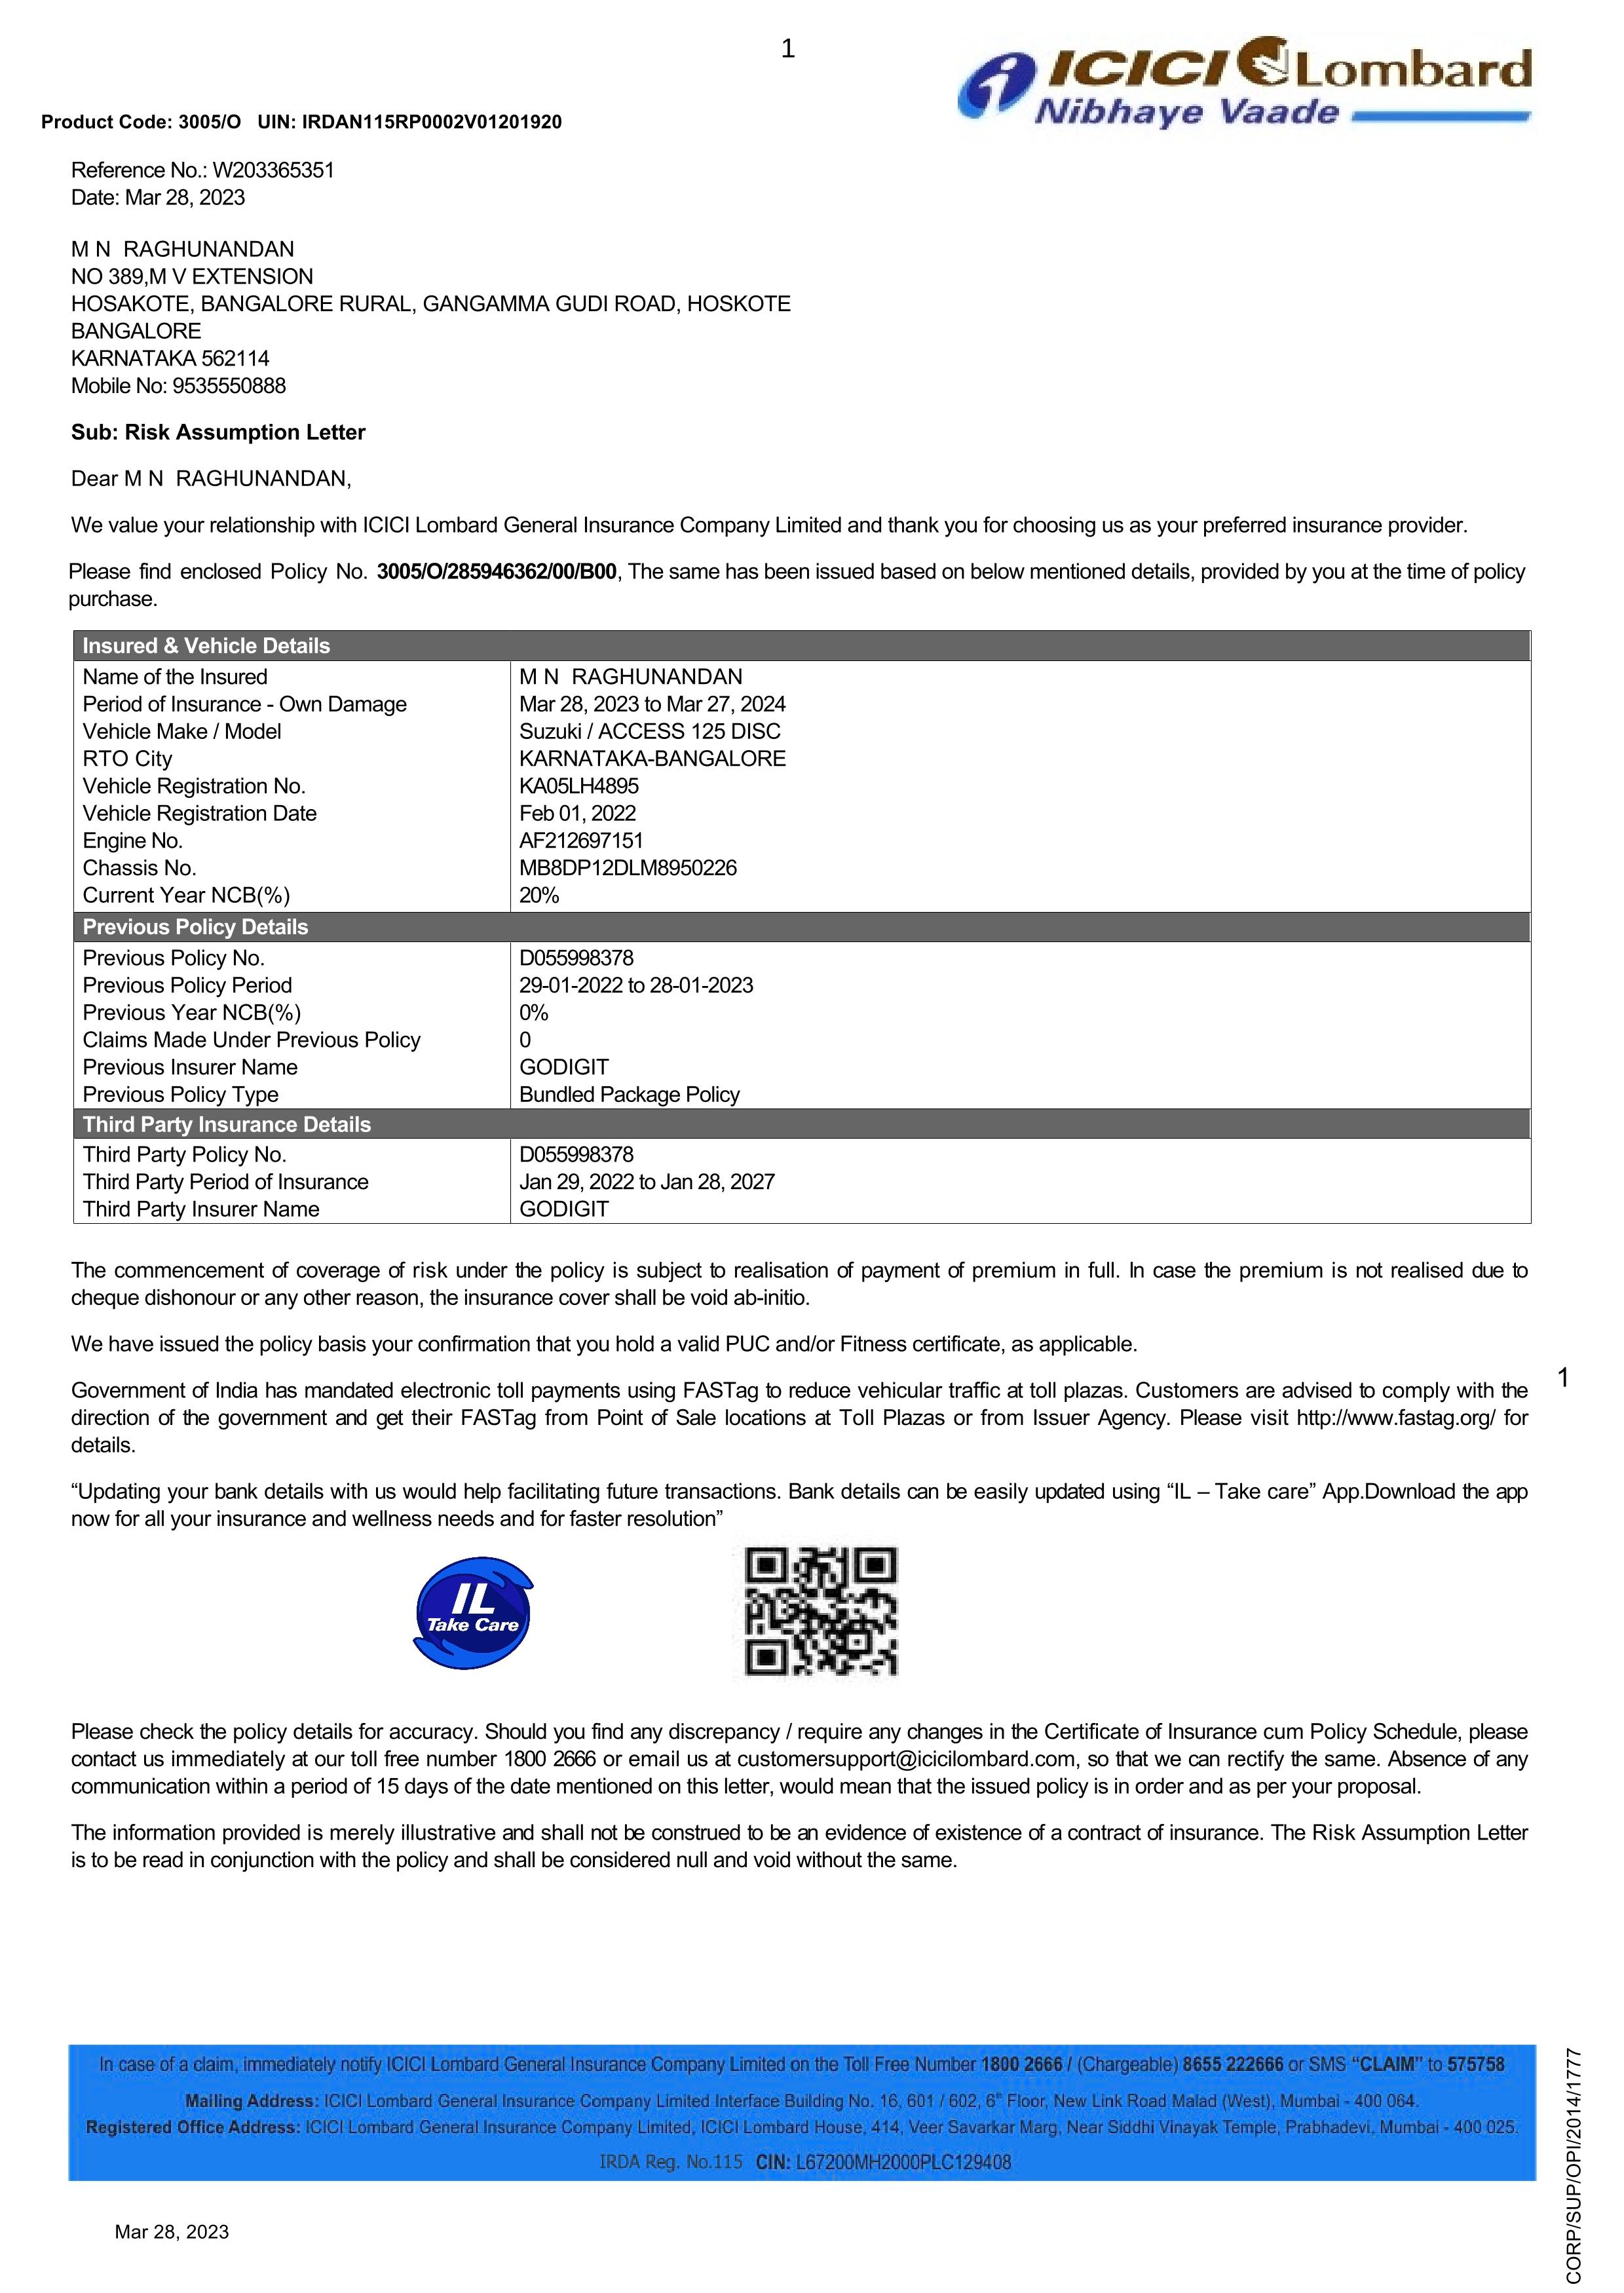 1
ICICI Lombard
Nibhaye Vaade
Product Code: 3005/O   UIN: IRDAN115RP0002V01201920
Reference No.: W203365351
Date: Mar 28, 2023
M N  RAGHUNANDAN
NO 389,M V EXTENSION
HOSAKOTE, BANGALORE RURAL, GANGAMMA GUDI ROAD, HOSKOTE
BANGALORE
KARNATAKA 562114
Mobile No: 9535550888
Sub: Risk Assumption Letter
Dear M N  RAGHUNANDAN,
We value your relationship with ICICI Lombard General Insurance Company Limited and thank you for choosing us as your preferred insurance provider.
Please find enclosed Policy No. 3005/O/285946362/00/B00, The same has been issued based on below mentioned details, provided by you at the time of policy
purchase.
Insured & Vehicle Details
Name of the Insured M N  RAGHUNANDAN
Period of Insurance - Own Damage Mar 28, 2023 to Mar 27, 2024
Vehicle Make / Model Suzuki / ACCESS 125 DISC
RTO City KARNATAKA-BANGALORE
Vehicle Registration No. KA05LH4895
Vehicle Registration Date Feb 01, 2022
Engine No. AF212697151
Chassis No. MB8DP12DLM8950226
Current Year NCB(%) 20%
Previous Policy Details
Previous Policy No. D055998378
Previous Policy Period 29-01-2022 to 28-01-2023
Previous Year NCB(%) 0%
Claims Made Under Previous Policy 0
Previous Insurer Name GODIGIT
Previous Policy Type Bundled Package Policy
Third Party Insurance Details
Third Party Policy No. D055998378
Third Party Period of Insurance Jan 29, 2022 to Jan 28, 2027
Third Party Insurer Name GODIGIT
The commencement of coverage of risk under the policy is subject to realisation of payment of premium in full. In case the premium is not realised due to
cheque dishonour or any other reason, the insurance cover shall be void ab-initio.
We have issued the policy basis your confirmation that you hold a valid PUC and/or Fitness certificate, as applicable.
1
Government of India has mandated electronic toll payments using FASTag to reduce vehicular traffic at toll plazas. Customers are advised to comply with the
direction of the government and get their FASTag from Point of Sale locations at Toll Plazas or from Issuer Agency. Please visit http://www.fastag.org/ for
details.
“Updating your bank details with us would help facilitating future transactions. Bank details can be easily updated using “IL – Take care” App.Download the app
now for all your insurance and wellness needs and for faster resolution”
IL
Take Care
Please check the policy details for accuracy. Should you find any discrepancy / require any changes in the Certificate of Insurance cum Policy Schedule, please
contact us immediately at our toll free number 1800 2666 or email us at customersupport@icicilombard.com, so that we can rectify the same. Absence of any
communication within a period of 15 days of the date mentioned on this letter, would mean that the issued policy is in order and as per your proposal.
The information provided is merely illustrative and shall not be construed to be an evidence of existence of a contract of insurance. The Risk Assumption Letter
is to be read in conjunction with the policy and shall be considered null and void without the same.
In case of a claim, immediately notify ICICI Lombard General Insurance Company Limited on the Toll Free Number 1800 2666 / (Chargeable) 8655 222666 or SMS “CLAIM” to 575758
Mailing Address: ICICI Lombard General Insurance Company Limited Interface Building No. 16, 601 / 602, 6th Floor, New Link Road Malad (West), Mumbai - 400 064.
Registered Office Address: ICICI Lombard General Insurance Company Limited, ICICI Lombard House, 414, Veer Savarkar Marg, Near Siddhi Vinayak Temple, Prabhadevi, Mumbai - 400 025.
IRDA Reg. No.115  CIN: L67200MH2000PLC129408
CORP/SUP/OPI/2014/1777
Mar 28, 2023